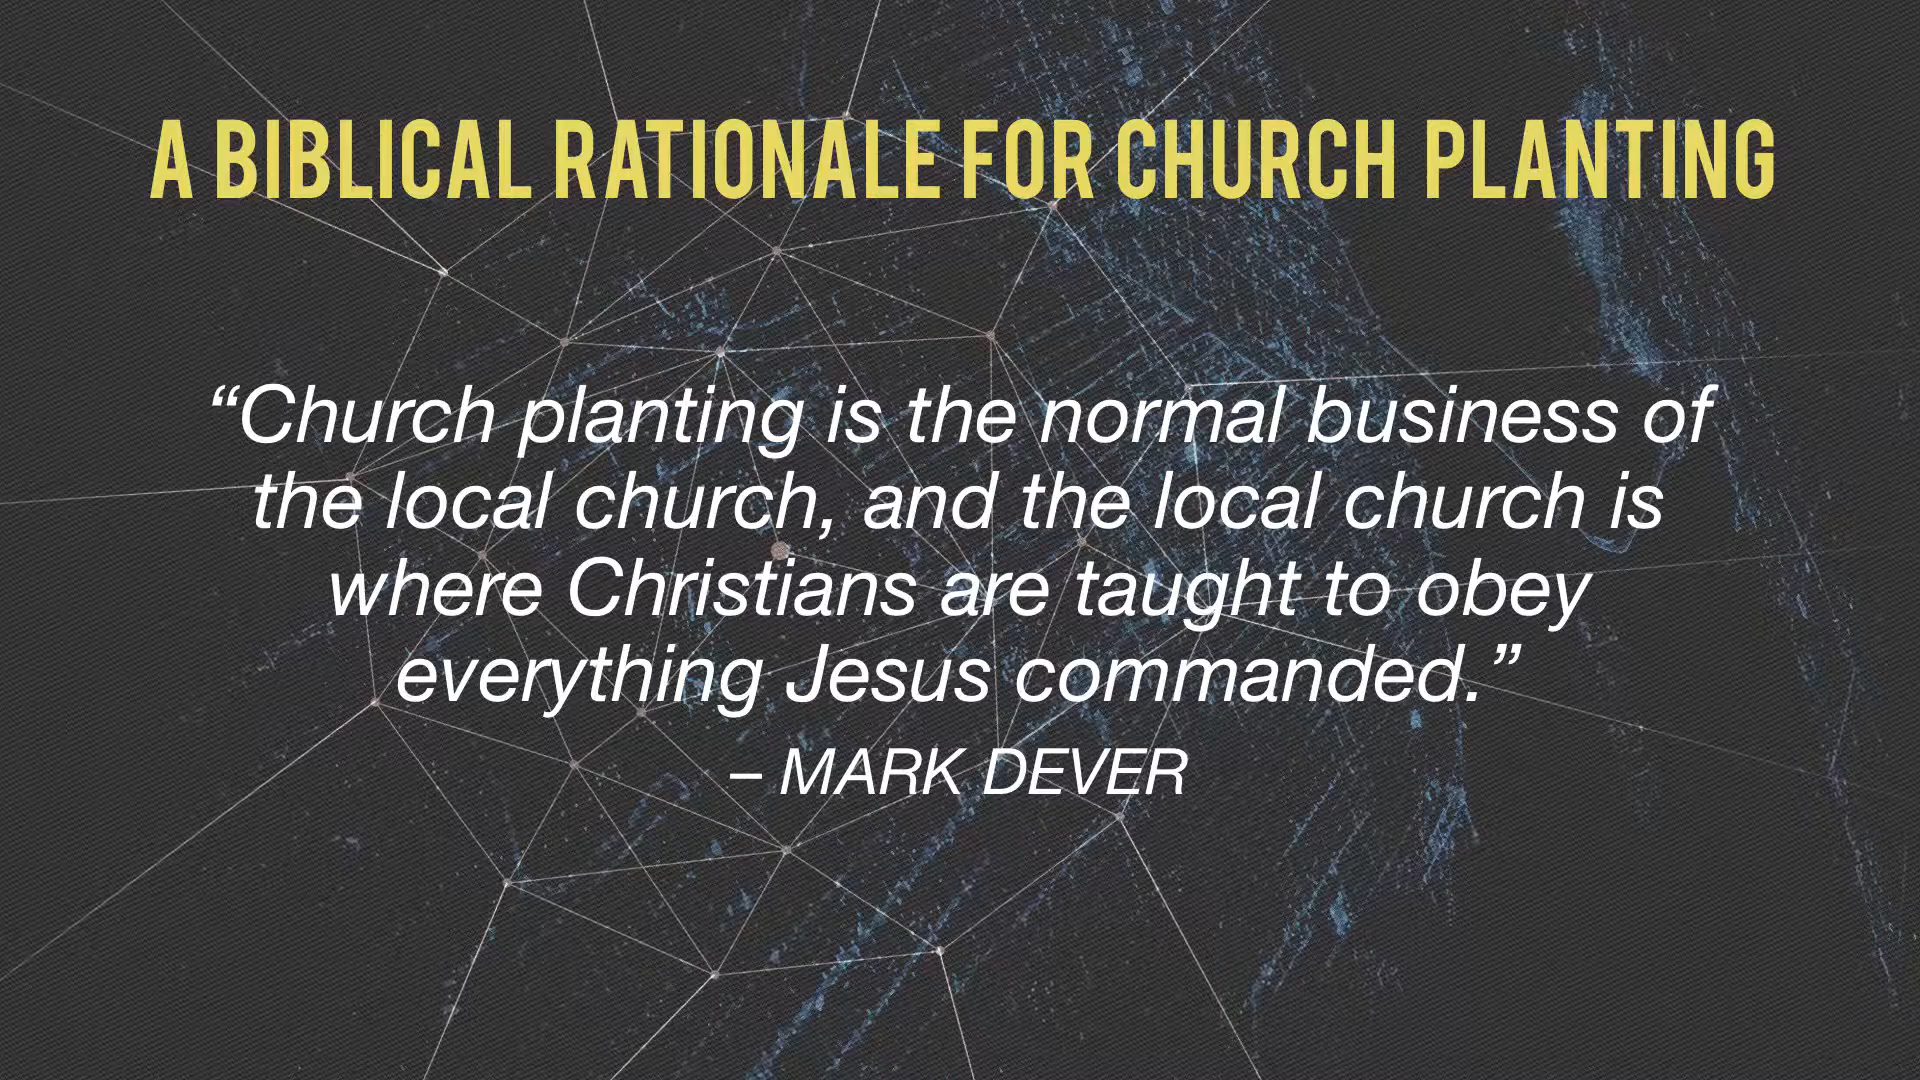 A BIBLICAL RATIONALE FOR CHURCH PLANTING
“Church planting is the normal business of
the local church, and the local church is
where Christians are taught to obey
everything Jesus commanded.”
– MARK DEVER